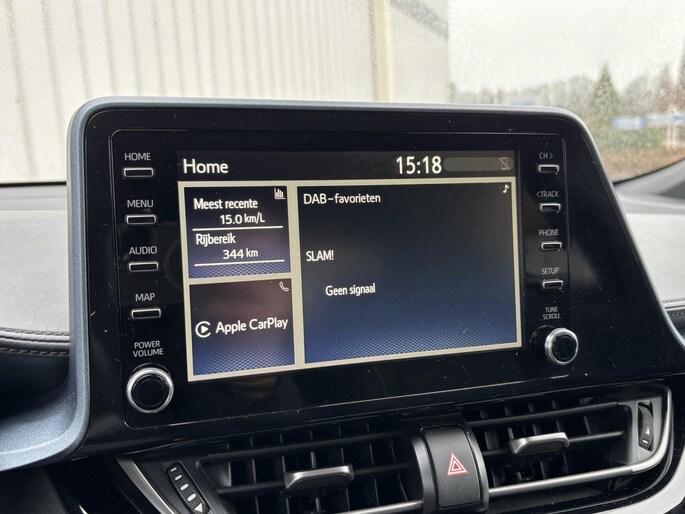 HOME
MENU
AUDIO
MAP
POWER
VOLUME
Home
15:18
Meest recente
15.0 km/L
Rijbereik
344 km
Apple CarPlay
DAB-favorieten
SLAM!
Geen signaal
CH >
< TRACK
PHONE
SETUP
TUNE
SCROLL